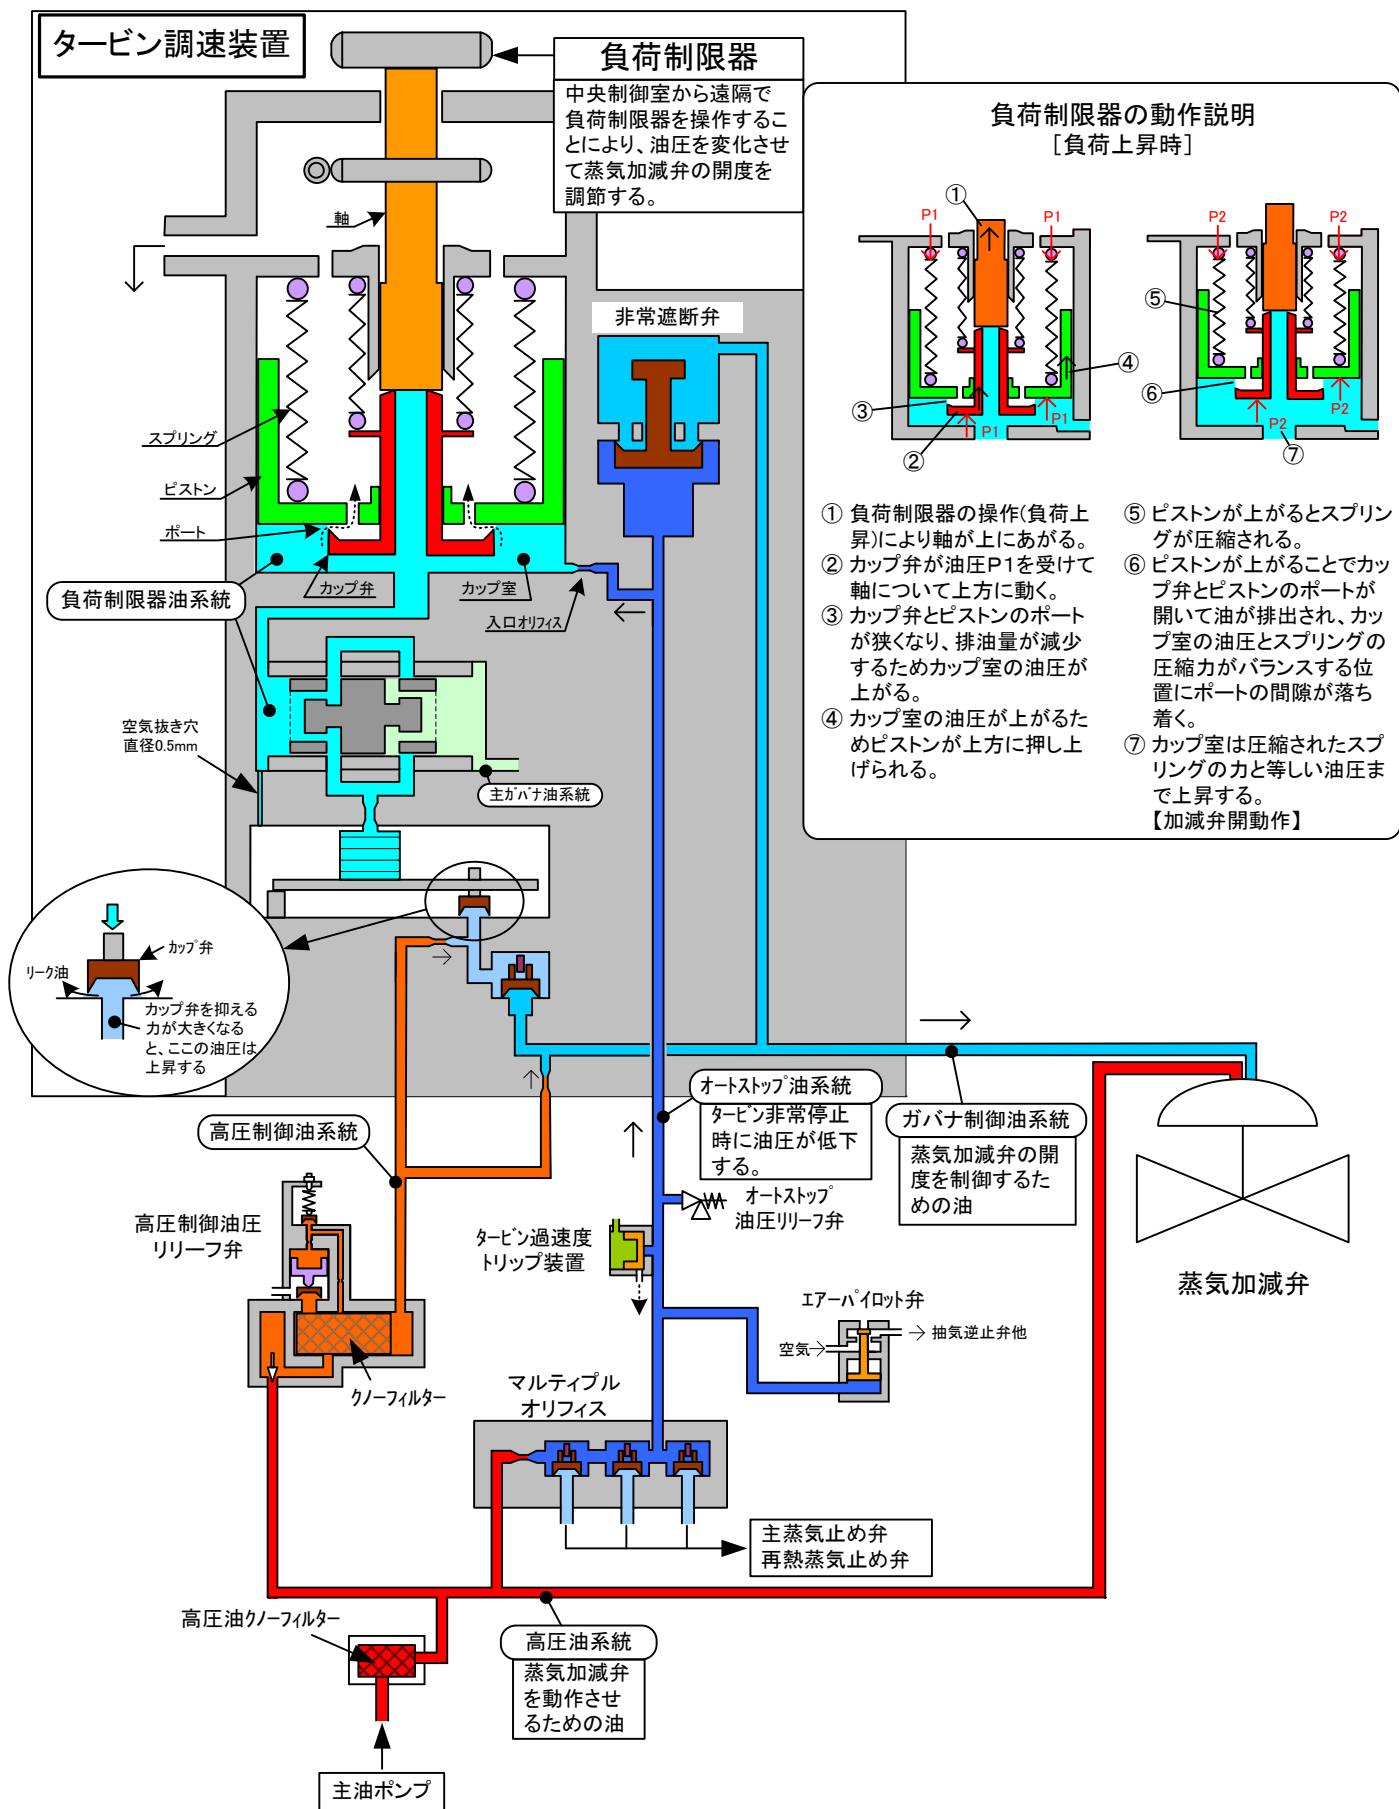 タービン調速装置
負荷制限器
中央制御室から遠隔で
負荷制限器を操作するこ
とにより、油圧を変化させ
て蒸気加減弁の開度を
調節する。
軸
スプリング
ピストン
ポート
カップ弁
カップ室
入口オリフィス
負荷制限器油系統
非常遮断弁
空気抜き穴
直径0.5mm
主ガバナ油系統
カップ弁
リーク油
カップ弁を抑える
力が大きくなる
と、ここの油圧は
上昇する
負荷制限器の動作説明
[負荷上昇時]
①
P1
P1
④
③
P1
P1
②
P2
P2
⑤
⑥
P2
P2
⑦
① 負荷制限器の操作(負荷上
昇)により軸が上にあがる。
② カップ弁が油圧P1を受けて
軸について上方に動く。
③ カップ弁とピストンのポート
が狭くなり、排油量が減少
するためカップ室の油圧が
上がる。
④ カップ室の油圧が上がるた
めピストンが上方に押し上
げられる。
⑤ ピストンが上がるとスプリン
グが圧縮される。
⑥ ピストンが上がることでカッ
プ弁とピストンのポートが
開いて油が排出され、カッ
プ室の油圧とスプリングの
圧縮力がバランスする位
置にポートの間隙が落ち
着く。
⑦ カップ室は圧縮されたスプ
リングの力と等しい油圧ま
で上昇する。
【加減弁開動作】
オートストップ油系統
タービン非常停止
時に油圧が低下
する。
ガバナ制御油系統
蒸気加減弁の開
度を制御するた
めの油
高圧制御油系統
高圧制御油圧
リリーフ弁
オートストップ
油圧リリーフ弁
タービン過速度
トリップ装置
蒸気加減弁
エアーパイロット弁
空気
抽気逆止弁他
クノーフィルター
マルティプル
オリフィス
主蒸気止め弁
再熱蒸気止め弁
高圧油クノーフィルター
高圧油系統
蒸気加減弁
を動作させ
るための油
主油ポンプ